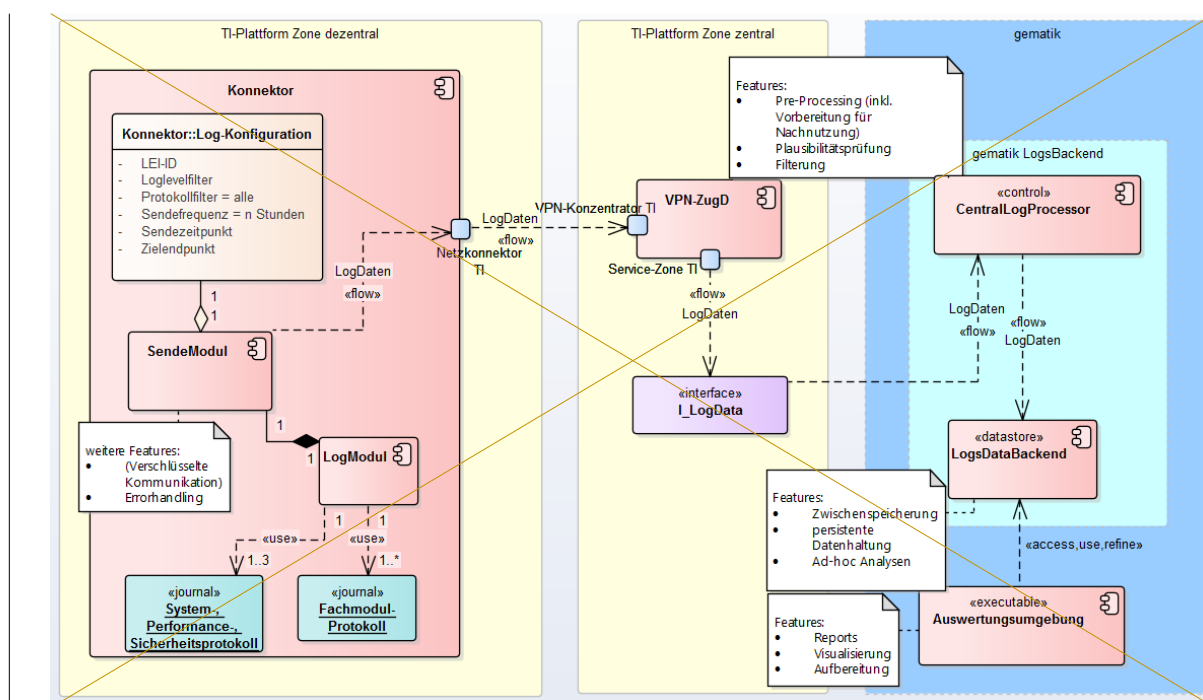 TI-Plattform Zone dezentral
Konnektor
Konnektor::Log-Konfiguration
- LEI-ID
- Loglevelfilter
- Protokollfilter = alle
- Sendefrequenz = n Stunden
- Sendezeitpunkt
- Zielendpunkt
1
1
SendeModul
LogDaten
«flow»
Netzkonnektor
TI
weitere Features:
• (Verschlüsselte
Kommunikation)
• Errorhandling
1
1
LogModul
1
1
«use»
«use»
1..3
1..*
«journal»
System-,
Performance-,
Sicherheitsprotokoll
«journal»
Fachmodul-
Protokoll
LogDaten
«flow»
TI-Plattform Zone zentral
VPN-Konzentrator TI
VPN-ZugD
Service-Zone TI
«flow»
LogDaten
«interface»
I_LogData
Features:
• Pre-Processing (inkl.
Vorbereitung für
Nachnutzung)
• Plausibilitätsprüfung
• Filterung
gematik
gematik LogsBackend
«control»
CentralLogProcessor
LogDaten
«flow»
«flow»
LogDaten
«datastore»
LogsDataBackend
Features:
• Zwischenspeicherung
• persistente
Datenhaltung
• Ad-hoc Analysen
«access,use,refine»
«executable»
Auswertungsumgebung
Features:
• Reports
• Visualisierung
• Aufbereitung